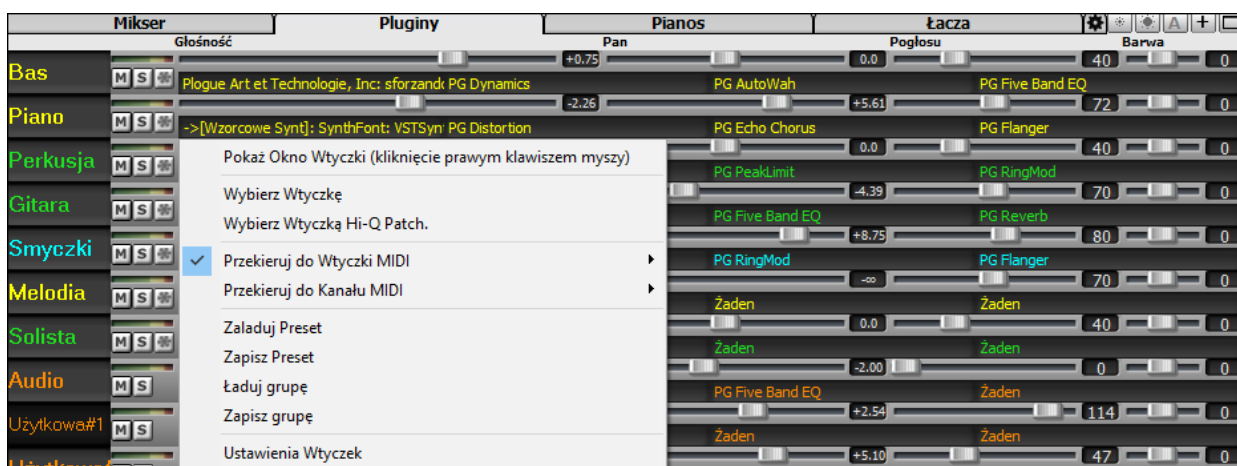 Mikser Pluginy Pianos Łacza A +
Głośność Pan Pogłosu Barwa
Bas M S +0.75 0.0 40 0
Plogue Art et Technologie, Inc: sforzando PG Dynamics PG AutoWah PG Five Band EQ
Piano M S -2.26 +5.61 72 0
->[Wzorcowe Synt]: SynthFont: VSTSyn PG Distortion PG Echo Chorus PG Flanger
Perkusja M S 0.0 40 0
PG PeakLimit PG RingMod
Gitara M S -4.39 70 0
PG Five Band EQ PG Reverb
Smyczki M S +8.75 80 0
PG RingMod PG Flanger
Melodia M S -∞ 70 0
Żaden Żaden
Solista M S 0.0 40 0
Żaden Żaden
Audio M S -2.00 0 0
PG Five Band EQ Żaden
Użytkowa#1 M S +2.54 114 0
Żaden Żaden
+5.10 47 0
Pokaż Okno Wtyczki (kliknięcie prawym klawiszem myszy)
Wybierz Wtyczkę
Wybierz Wtyczką Hi-Q Patch.
Przekieruj do Wtyczki MIDI
Przekieruj do Kanału MIDI
Zaladuj Preset
Zapisz Preset
Ładuj grupę
Zapisz grupę
Ustawienia Wtyczek